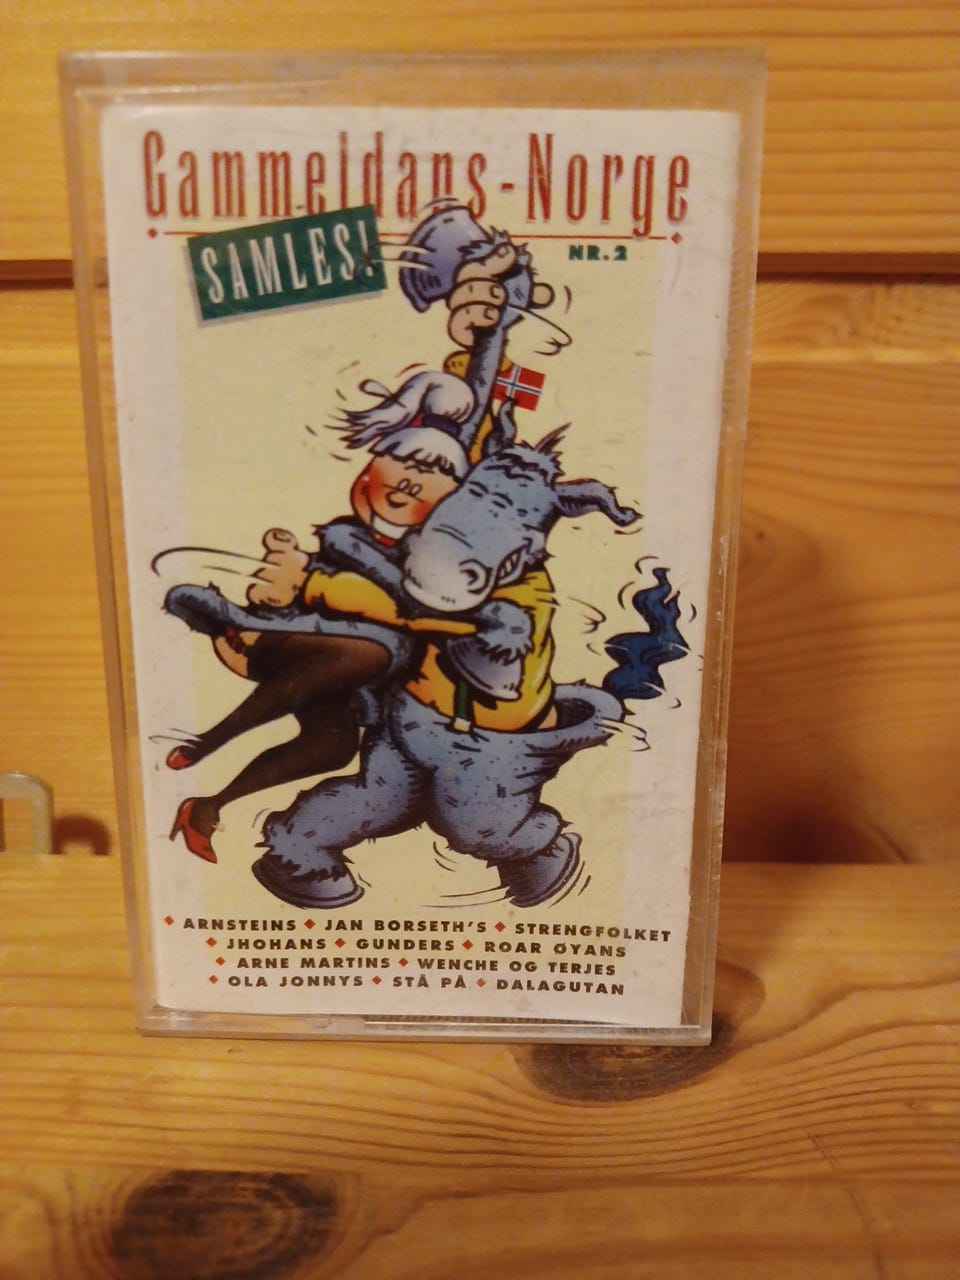 Gammeldans-Norge
SAMLES!
NR.2
◆ ARNSTEINS ◆ JAN BORSETH'S ◆ STRENGFOLKET
◆ JHOHANS ◆ GUNDERS ◆ ROAR ØYANS
◆ ARNE MARTINS ◆ WENCHE OG TERJES
◆ OLA JONNYS ◆ STÅ PÅ ◆ DALAGUTAN